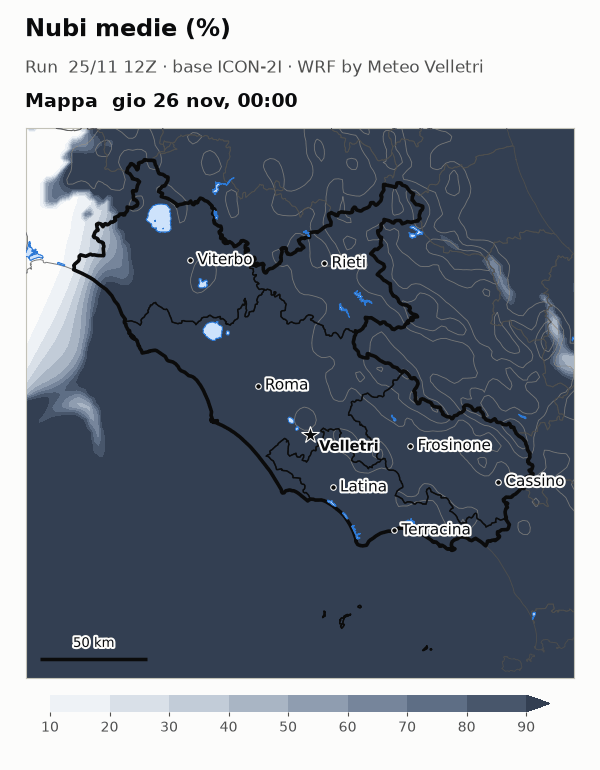 Nubi medie (%)
Run  25/11 12Z · base ICON-2I · WRF by Meteo Velletri
Mappa  gio 26 nov, 00:00
Viterbo
Rieti
Roma
Velletri
Frosinone
Cassino
Latina
Terracina
50 km
10 20 30 40 50 60 70 80 90